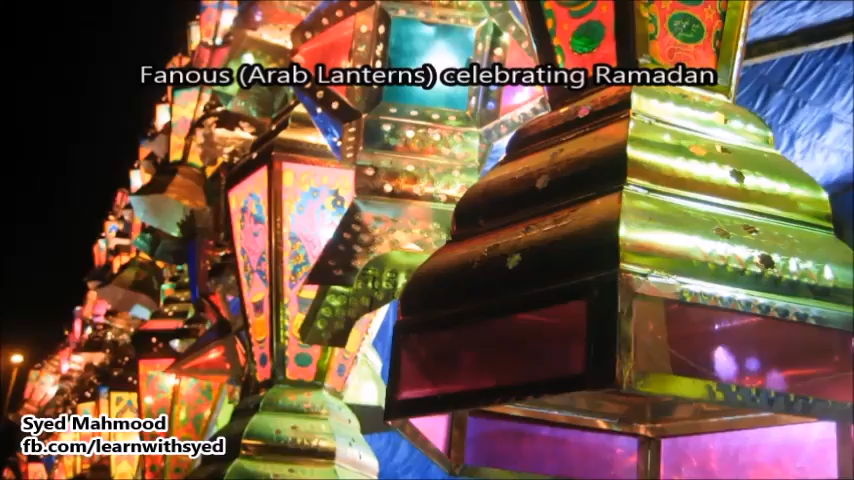 Fanous (Arab Lanterns) celebrating Ramadan
Syed Mahmood
fb.com/learnwithsyed